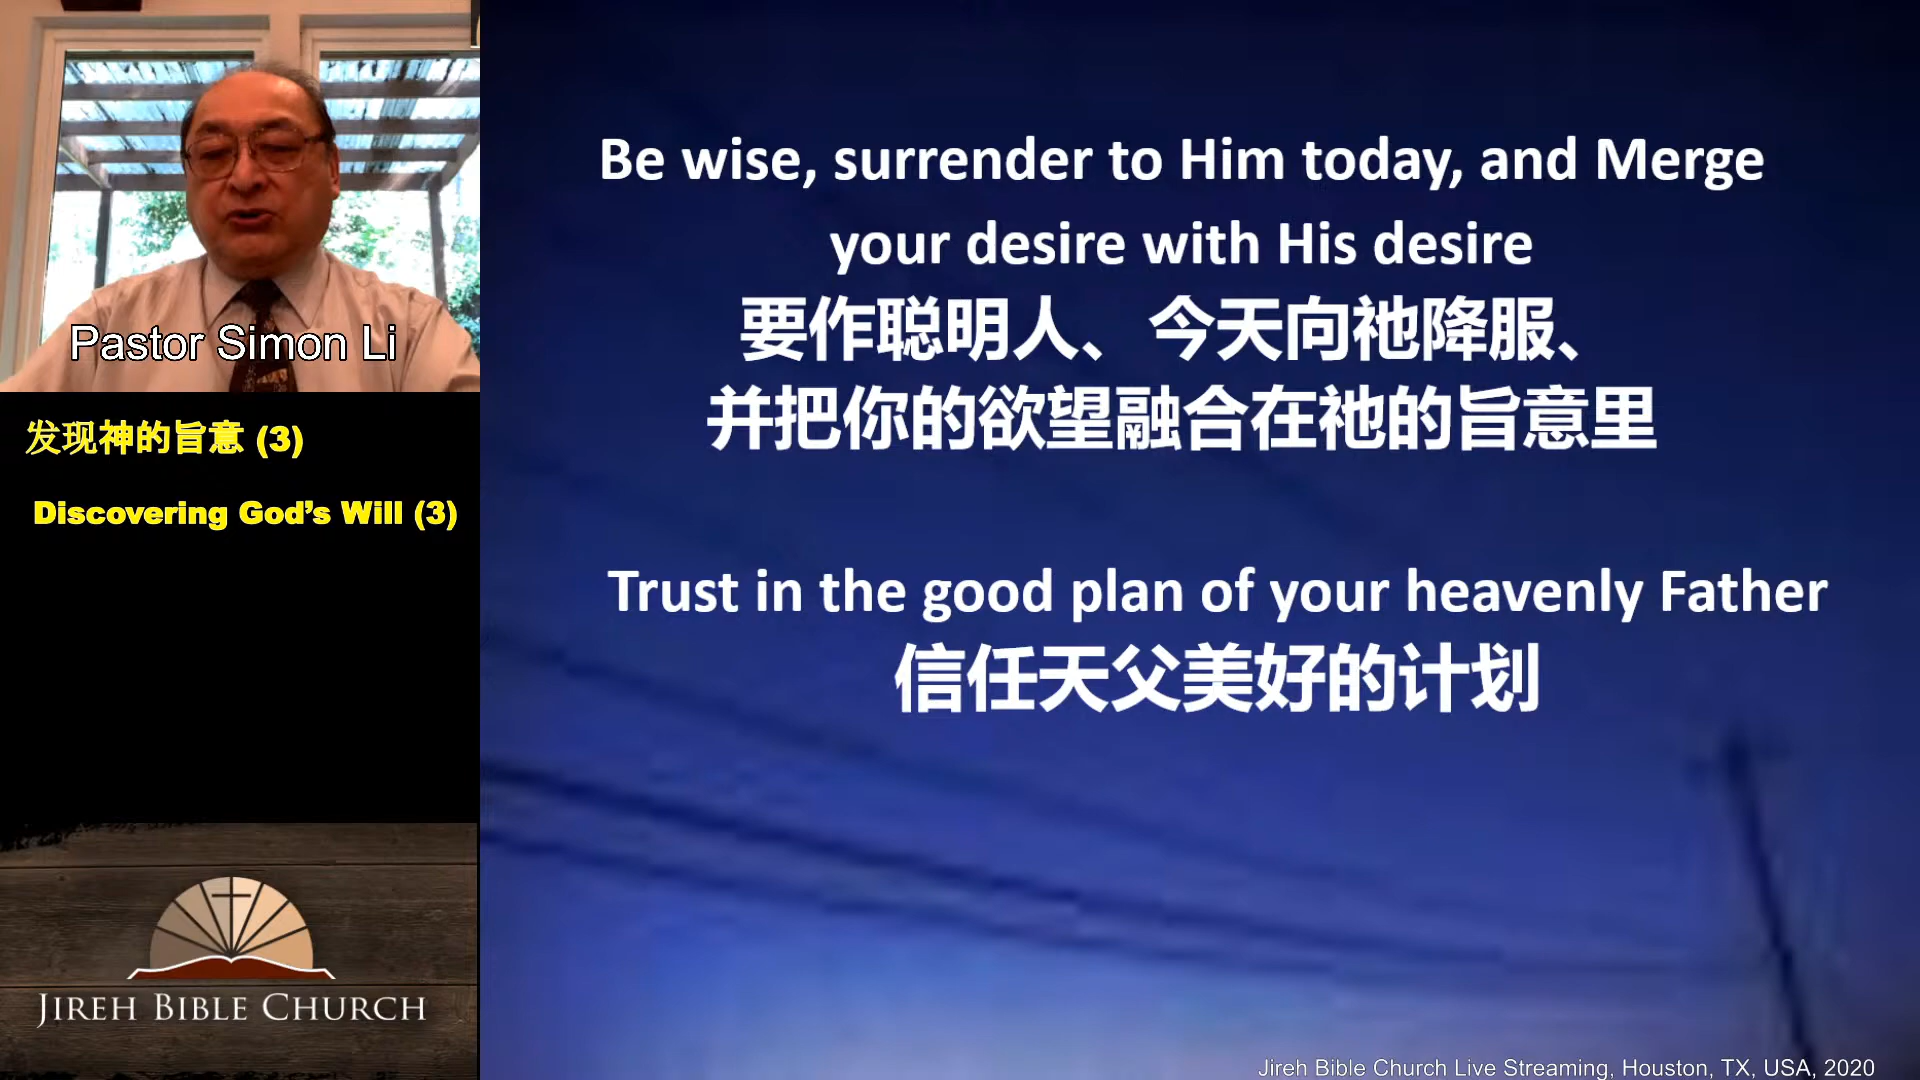 Pastor Simon Li
发现神的旨意 (3)
Discovering God's Will (3)
JIREH BIBLE CHURCH
Be wise, surrender to Him today, and Merge
your desire with His desire
要作聪明人、今天向祂降服、
并把你的欲望融合在祂的旨意里
Trust in the good plan of your heavenly Father
信任天父美好的计划
Jireh Bible Church Live Streaming, Houston, TX, USA, 2020